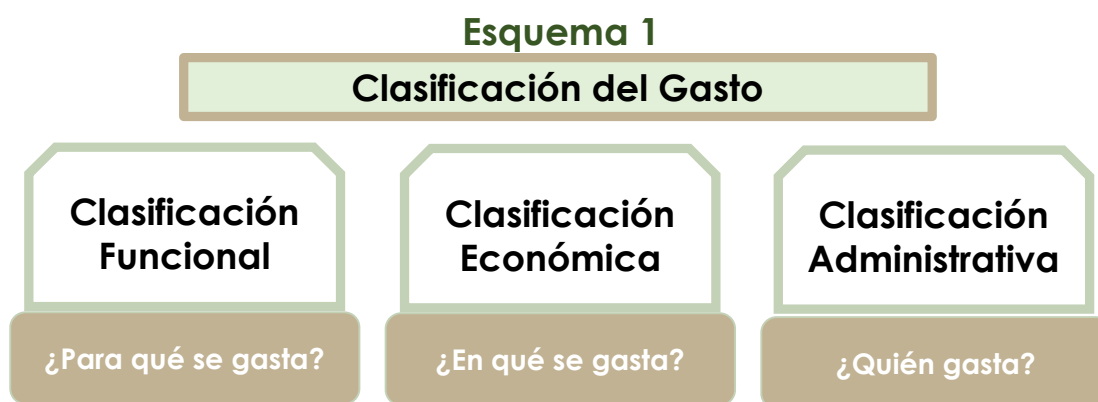 Esquema 1
Clasificación del Gasto
Clasificación
Funcional
¿Para qué se gasta?
Clasificación
Económica
¿En qué se gasta?
Clasificación
Administrativa
¿Quién gasta?